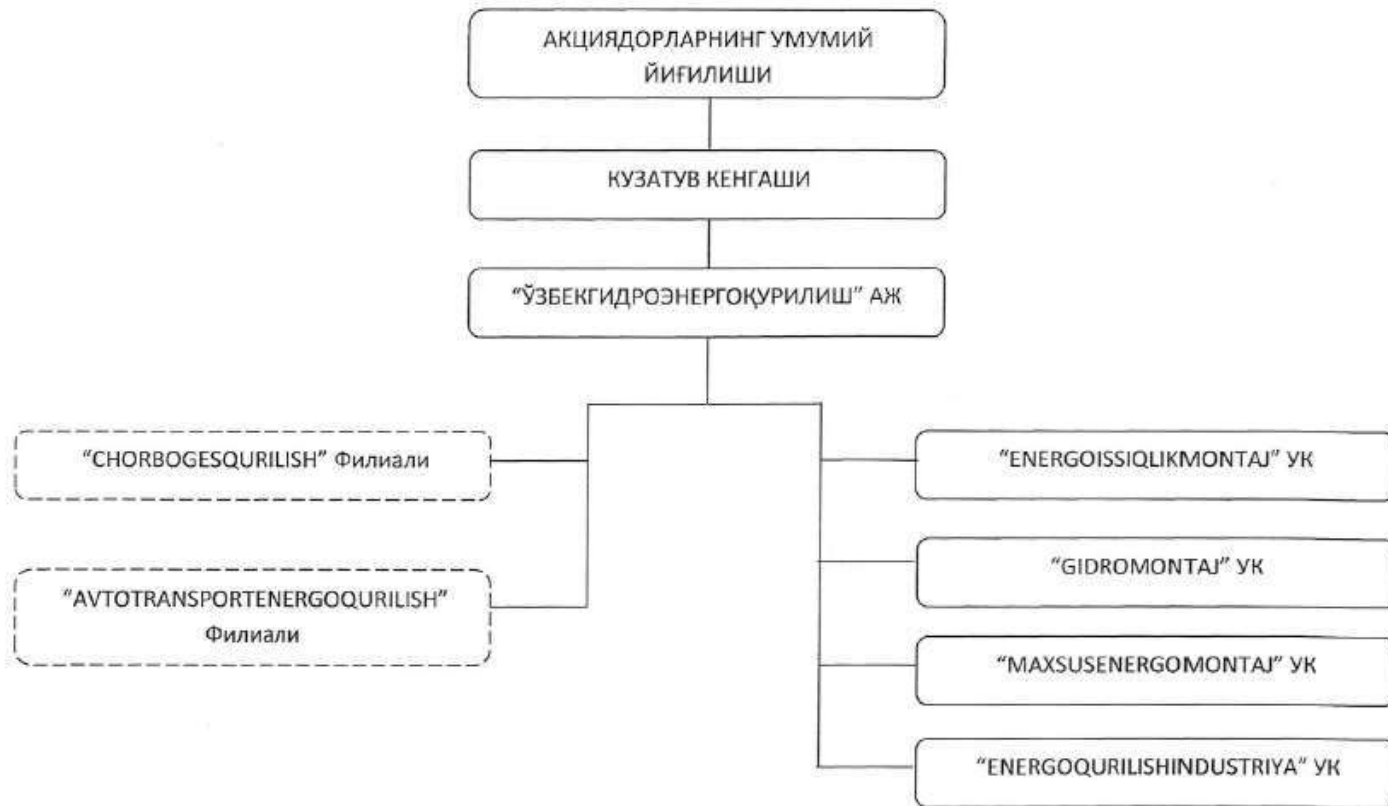 АКЦИЯДОРЛАРНИНГ УМУМИЙ
ЙИҒИЛИШИ
КУЗАТУВ КЕНГАШИ
“ЎЗБЕКГИДРОЭНЕРГОҚУРИЛИШ” АЖ
“CHORBOGESQURILISH” Филиали
“AVTOTRANSPORTENERGOQURILISH”
Филиали
“ENERGOISSIQLIKMONTAJ” УК
“GIDROMONTAJ” УК
“MAXSUSENERGOMONTAJ” УК
“ENERGOQURILISHINDUSTRIYA” УК